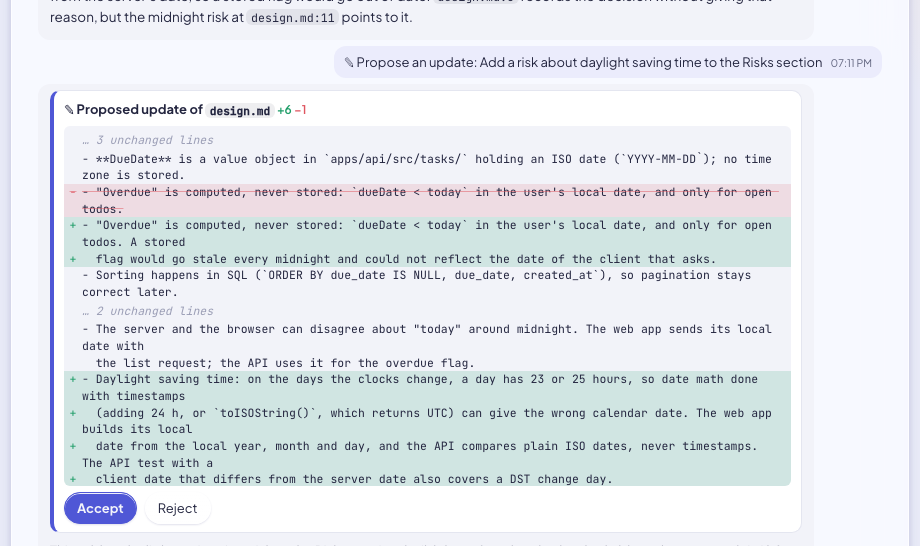 reason, but the midnight risk at design.md:11 points to it.
✎ Propose an update: Add a risk about daylight saving time to the Risks section 07:11 PM
✎ Proposed update of design.md +6 −1
… 3 unchanged lines
- **DueDate** is a value object in `apps/api/src/tasks/` holding an ISO date (`YYYY-MM-DD`); no time
zone is stored.
- - "Overdue" is computed, never stored: `dueDate < today` in the user's local date, and only for open
todos.
+ - "Overdue" is computed, never stored: `dueDate < today` in the user's local date, and only for open
todos. A stored
+ flag would go stale every midnight and could not reflect the date of the client that asks.
- Sorting happens in SQL (`ORDER BY due_date IS NULL, due_date, created_at`), so pagination stays
correct later.
… 2 unchanged lines
- The server and the browser can disagree about "today" around midnight. The web app sends its local
date with
the list request; the API uses it for the overdue flag.
+ - Daylight saving time: on the days the clocks change, a day has 23 or 25 hours, so date math done
with timestamps
+ (adding 24 h, or `toISOString()`, which returns UTC) can give the wrong calendar date. The web app
builds its local
+ date from the local year, month and day, and the API compares plain ISO dates, never timestamps.
The API test with a
+ client date that differs from the server date also covers a DST change day.
Accept Reject